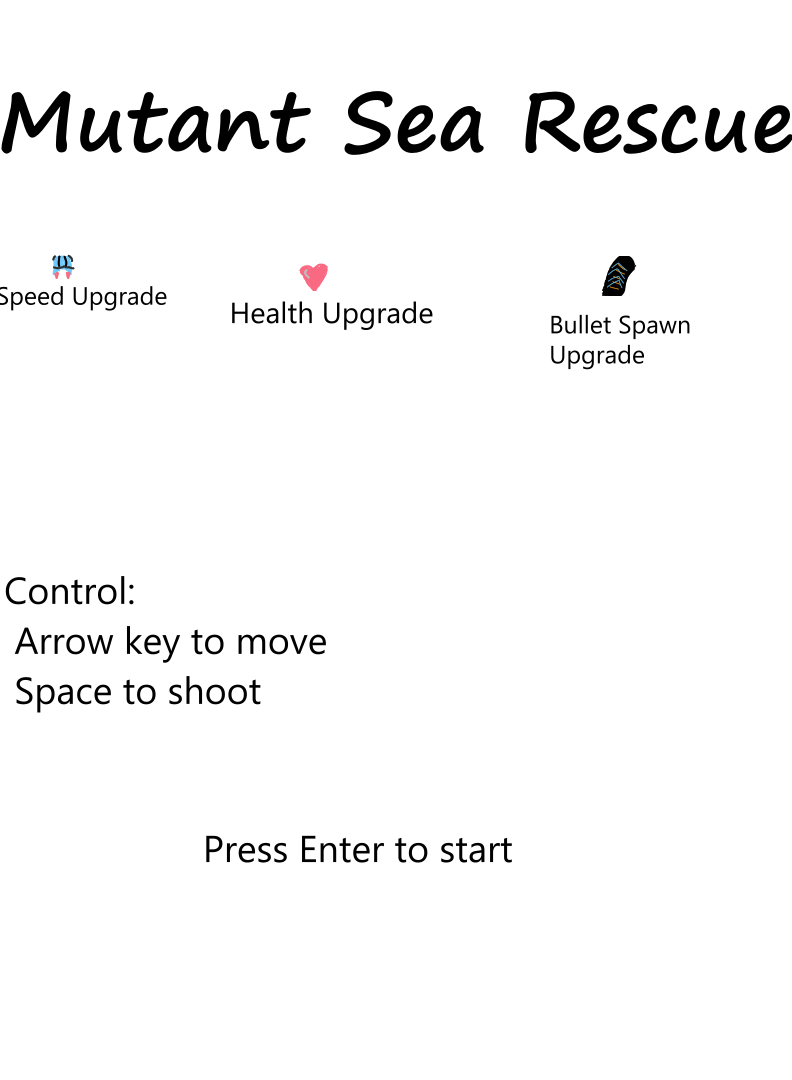 Mutant Sea Rescue
Speed Upgrade
Health Upgrade
Bullet Spawn
Upgrade
Control:
Arrow key to move
Space to shoot
Press Enter to start